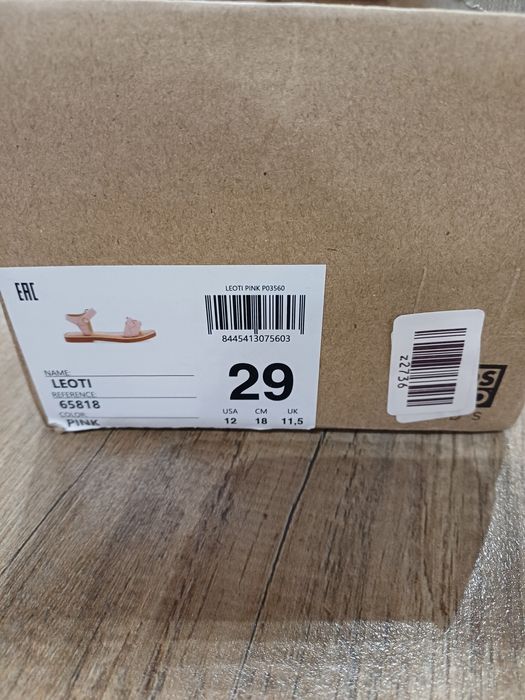 EAC
LEOTI PINK P03560
8445413075603
NAME:
LEOTI
REFERENCE:
65818
COLOR:
PINK
29
USA CM UK
12 18 11,5
z2736